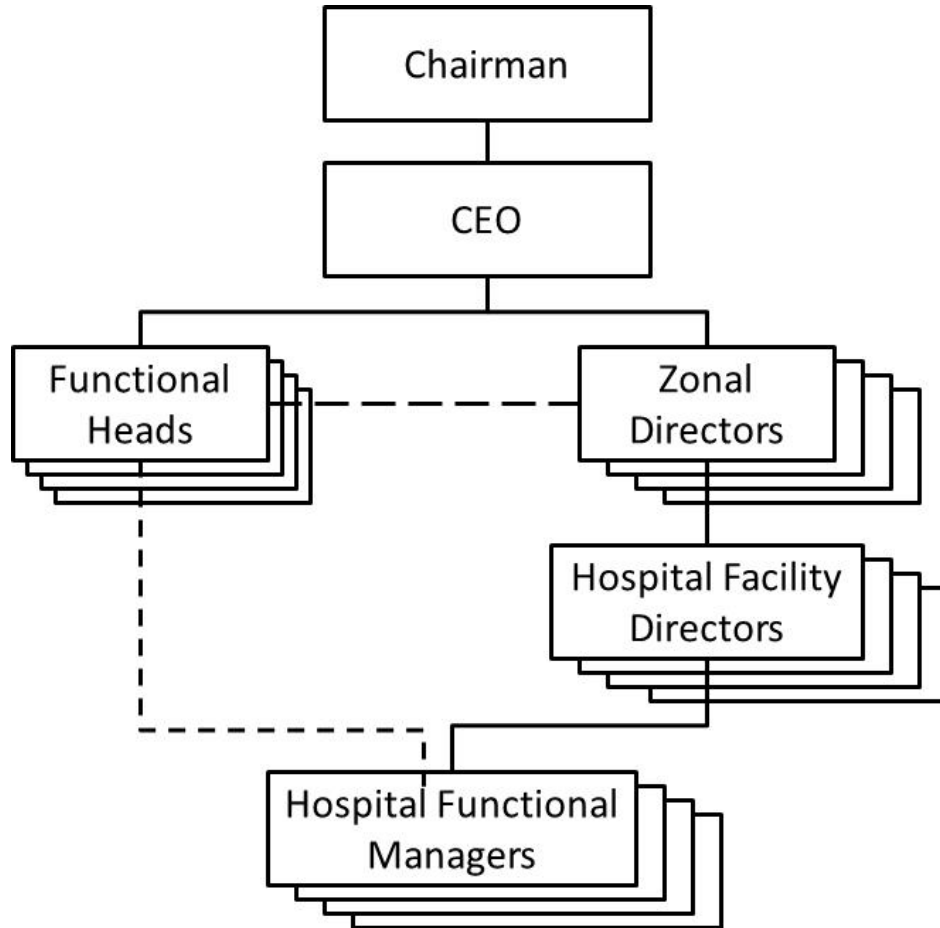 Chairman
CEO
Functional
Heads
Zonal
Directors
Hospital Facility
Directors
Hospital Functional
Managers